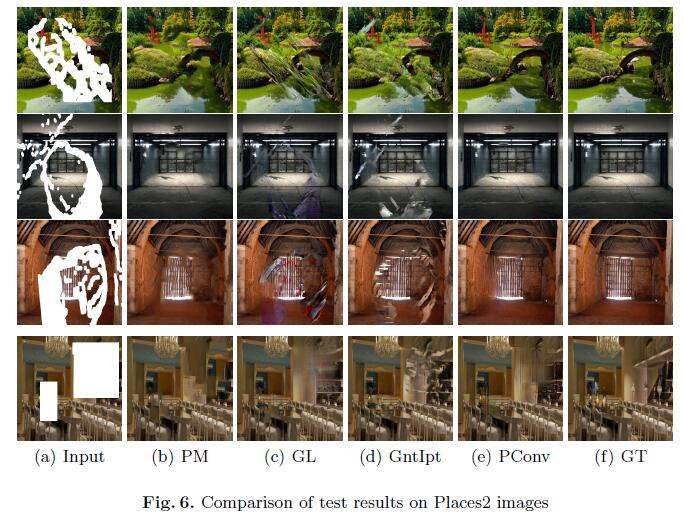 (a) Input (b) PM (c) GL (d) GntIpt (e) PConv (f) GT
Fig. 6. Comparison of test results on Places2 images